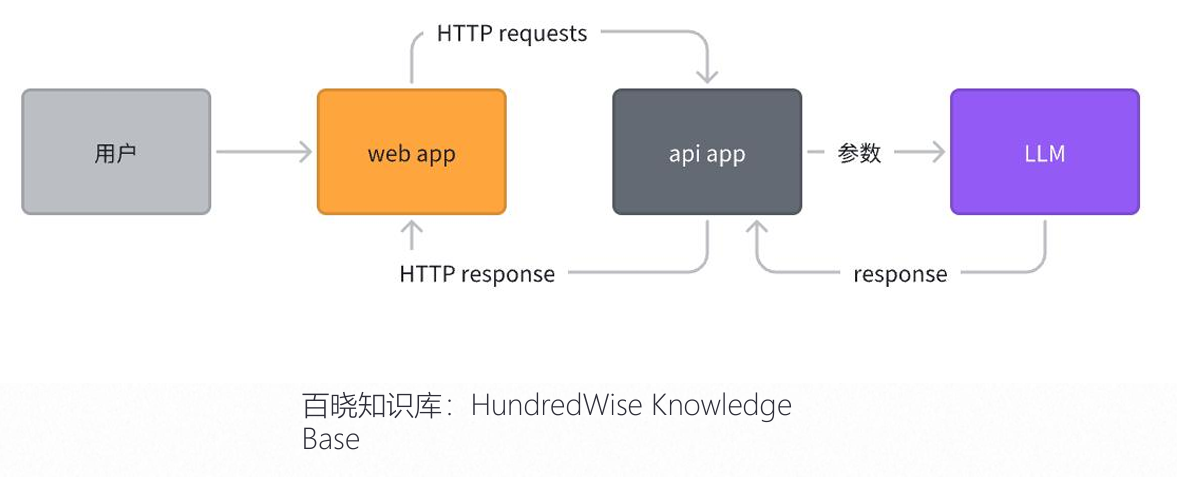 HTTP requests
用户
web app
api app
参数
LLM
HTTP response
response
百晓知识库：HundredWise Knowledge
Base